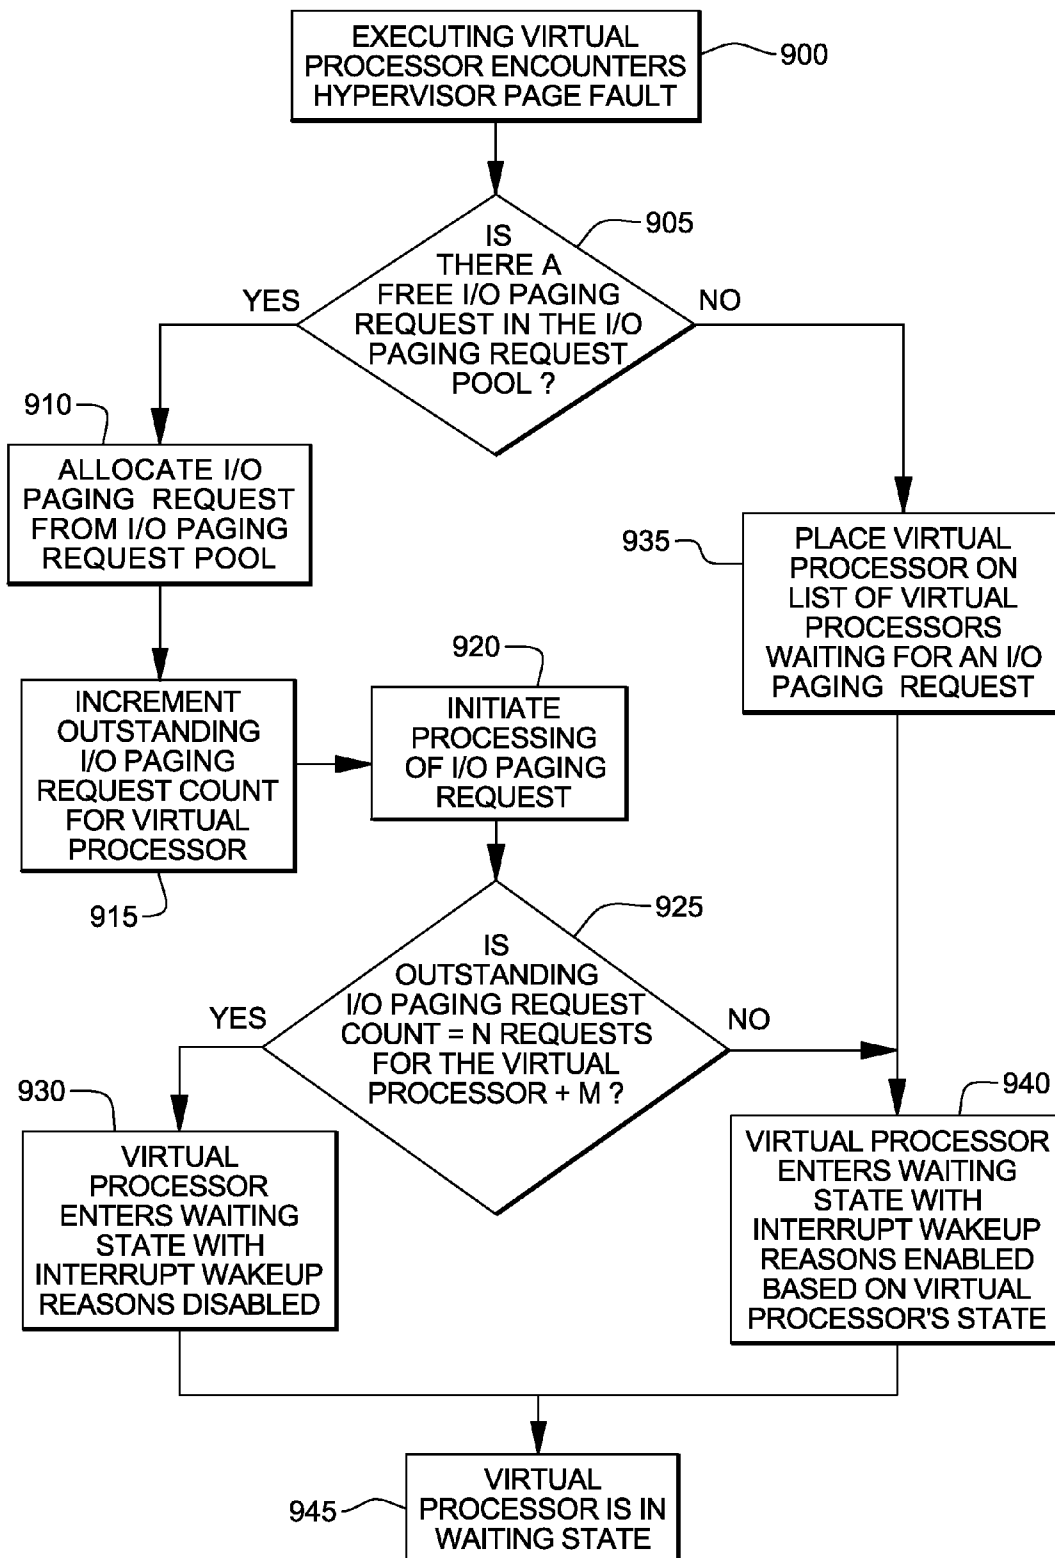 EXECUTING VIRTUAL
PROCESSOR ENCOUNTERS
HYPERVISOR PAGE FAULT
900
IS
THERE A
FREE I/O PAGING
REQUEST IN THE I/O
PAGING REQUEST
POOL ?
905
YES
NO
910
ALLOCATE I/O
PAGING REQUEST
FROM I/O PAGING
REQUEST POOL
935
PLACE VIRTUAL
PROCESSOR ON
LIST OF VIRTUAL
PROCESSORS
WAITING FOR AN I/O
PAGING REQUEST
INCREMENT
OUTSTANDING
I/O PAGING
REQUEST COUNT
FOR VIRTUAL
PROCESSOR
915
920
INITIATE
PROCESSING
OF I/O PAGING
REQUEST
925
IS
OUTSTANDING
I/O PAGING REQUEST
COUNT = N REQUESTS
FOR THE VIRTUAL
PROCESSOR + M ?
YES
NO
930
VIRTUAL
PROCESSOR
ENTERS WAITING
STATE WITH
INTERRUPT WAKEUP
REASONS DISABLED
940
VIRTUAL PROCESSOR
ENTERS WAITING
STATE WITH
INTERRUPT WAKEUP
REASONS ENABLED
BASED ON VIRTUAL
PROCESSOR'S STATE
945
VIRTUAL
PROCESSOR IS IN
WAITING STATE